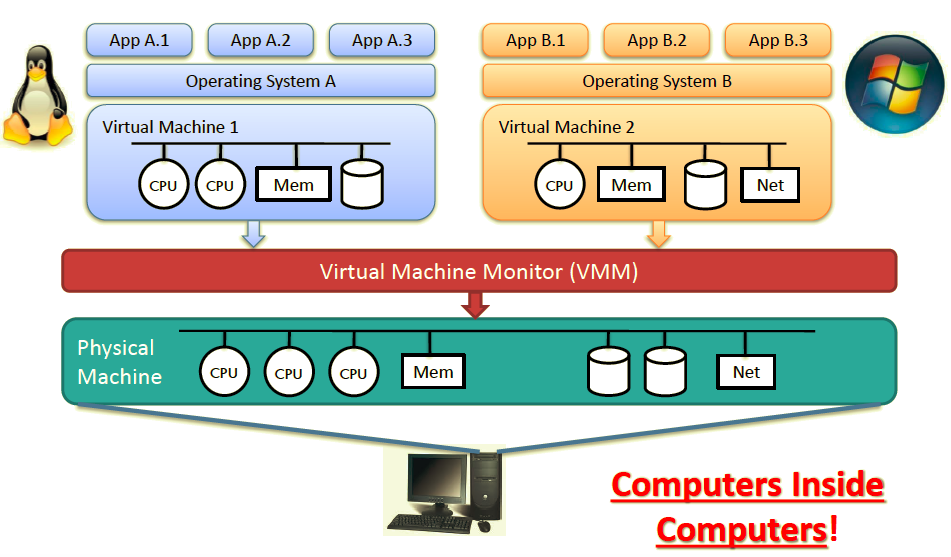 App A.1
App A.2
App A.3
App B.1
App B.2
App B.3
Operating System A
Operating System B
Virtual Machine 1
CPU
CPU
Mem
Virtual Machine 2
CPU
Mem
Net
Virtual Machine Monitor (VMM)
Physical
Machine
CPU
CPU
CPU
Mem
Net
Computers Inside
Computers!